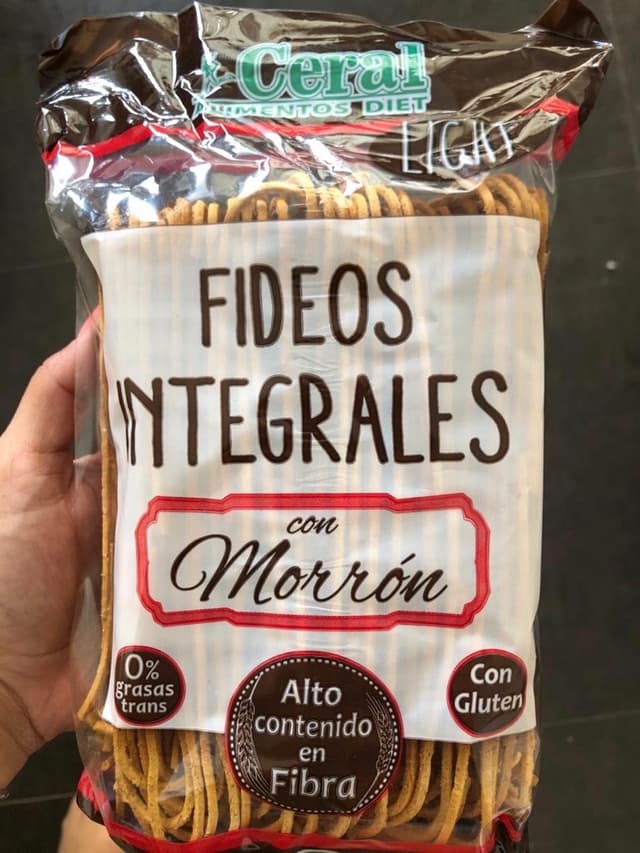 Ceral
ALIMENTOS DIET
LIGHT
FIDEOS
INTEGRALES
con
Morrón
0%
grasas
trans
Alto
contenido
en
Fibra
Con
Gluten